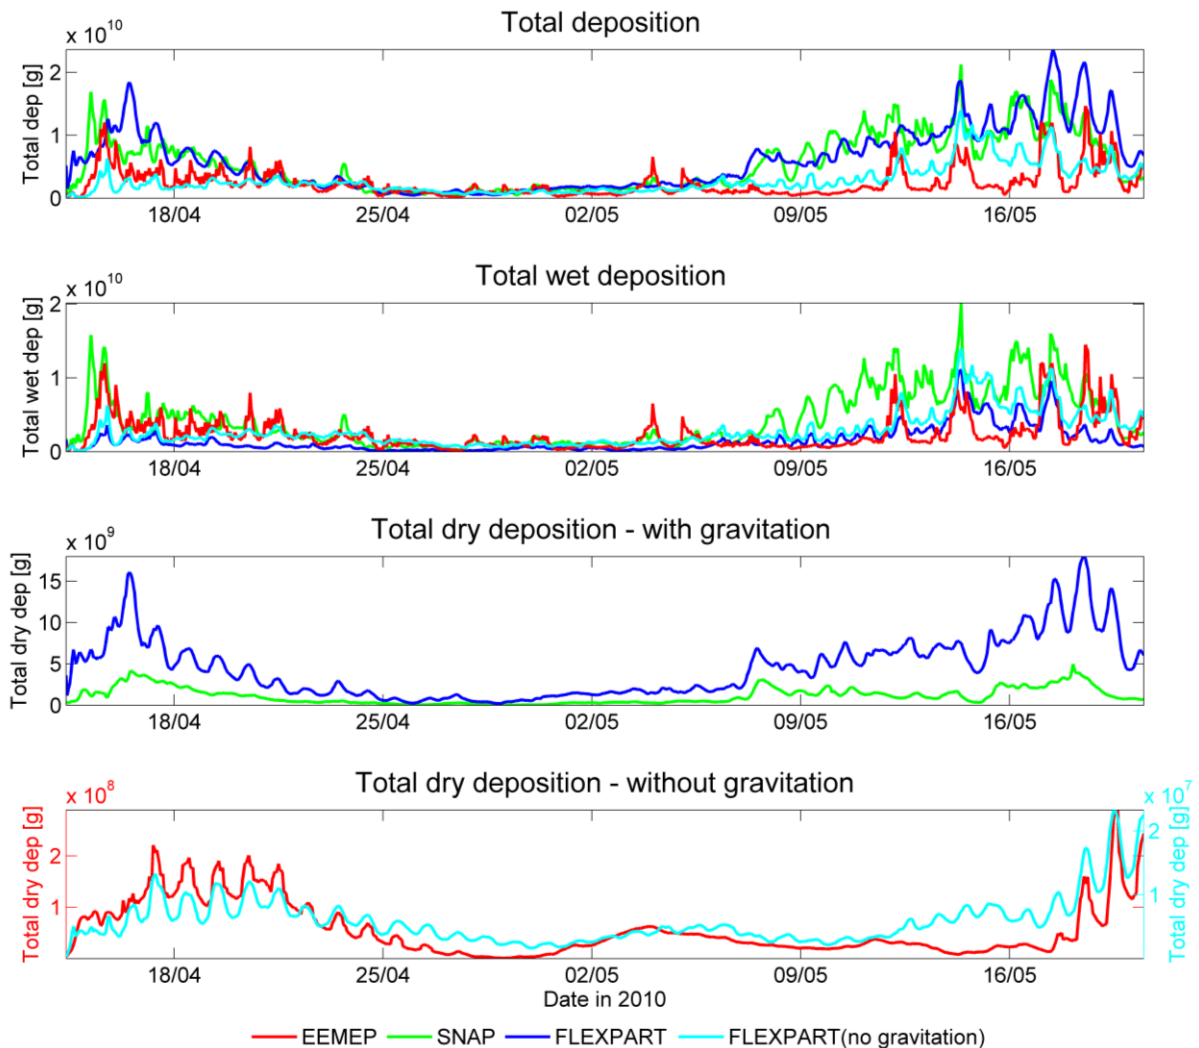 Total deposition
x 10^10
Total dep [g]
2
1
0
18/04 25/04 02/05 09/05 16/05
Total wet deposition
x 10^10
Total wet dep [g]
2
1
0
18/04 25/04 02/05 09/05 16/05
Total dry deposition - with gravitation
x 10^9
Total dry dep [g]
15
10
5
0
18/04 25/04 02/05 09/05 16/05
Total dry deposition - without gravitation
x 10^8 x 10^7
Total dry dep [g] Total dry dep [g]
2 2
1 1
18/04 25/04 02/05 09/05 16/05
Date in 2010
EEMEP SNAP FLEXPART FLEXPART(no gravitation)